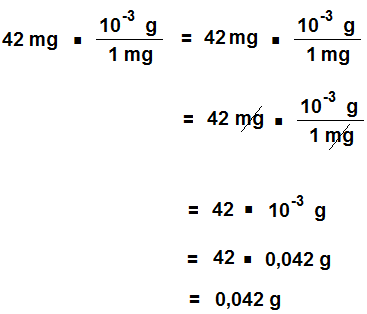 42 mg ▪ 10⁻³ g / 1 mg = 42 mg ▪ 10⁻³ g / 1 mg
= 42 mg ▪ 10⁻³ g / 1 mg
= 42 ▪ 10⁻³ g
= 42 ▪ 0,042 g
= 0,042 g